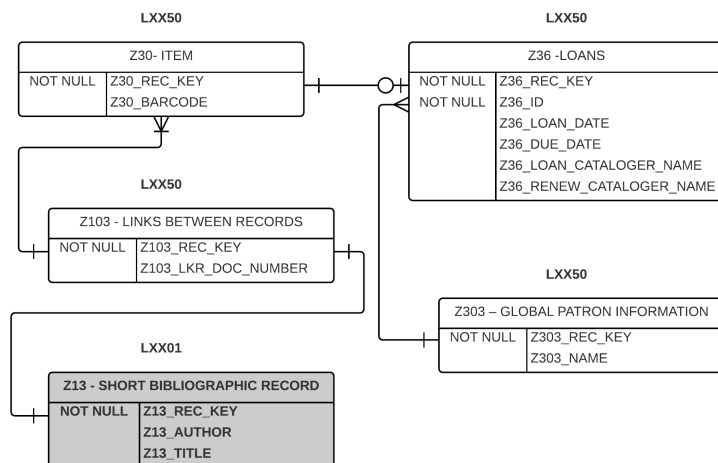 LXX50
Z30- ITEM
NOT NULL Z30_REC_KEY
Z30_BARCODE
LXX50
Z36 -LOANS
NOT NULL Z36_REC_KEY
NOT NULL Z36_ID
Z36_LOAN_DATE
Z36_DUE_DATE
Z36_LOAN_CATALOGER_NAME
Z36_RENEW_CATALOGER_NAME
LXX50
Z103 - LINKS BETWEEN RECORDS
NOT NULL Z103_REC_KEY
Z103_LKR_DOC_NUMBER
LXX50
Z303 – GLOBAL PATRON INFORMATION
NOT NULL Z303_REC_KEY
Z303_NAME
LXX01
Z13 - SHORT BIBLIOGRAPHIC RECORD
NOT NULL Z13_REC_KEY
Z13_AUTHOR
Z13_TITLE